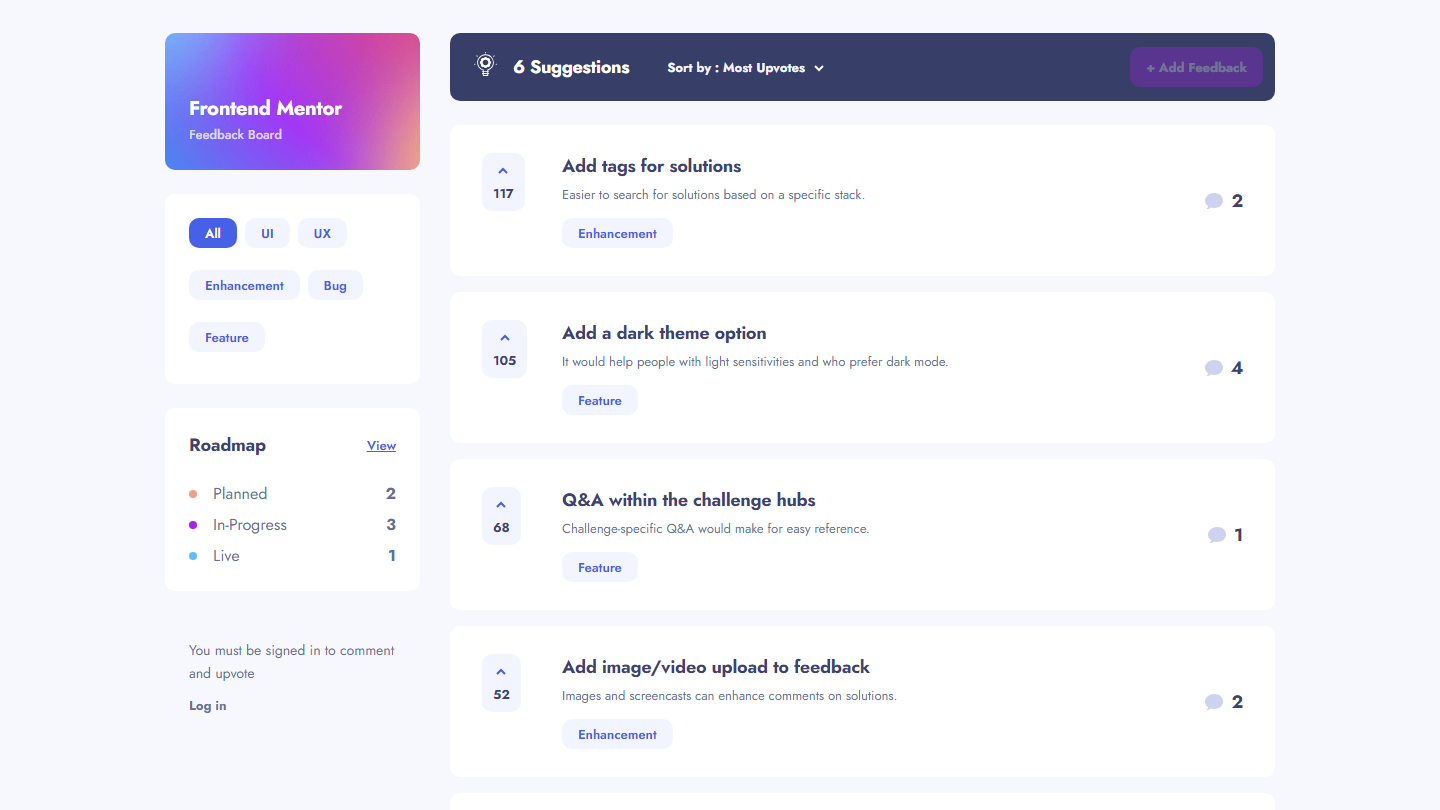 Frontend Mentor
Feedback Board
All UI UX
Enhancement Bug
Feature
Roadmap View
Planned 2
In-Progress 3
Live 1
You must be signed in to comment
and upvote
Log in
6 Suggestions Sort by : Most Upvotes + Add Feedback
117
Add tags for solutions
Easier to search for solutions based on a specific stack.
Enhancement
2
105
Add a dark theme option
It would help people with light sensitivities and who prefer dark mode.
Feature
4
68
Q&A within the challenge hubs
Challenge-specific Q&A would make for easy reference.
Feature
1
52
Add image/video upload to feedback
Images and screencasts can enhance comments on solutions.
Enhancement
2